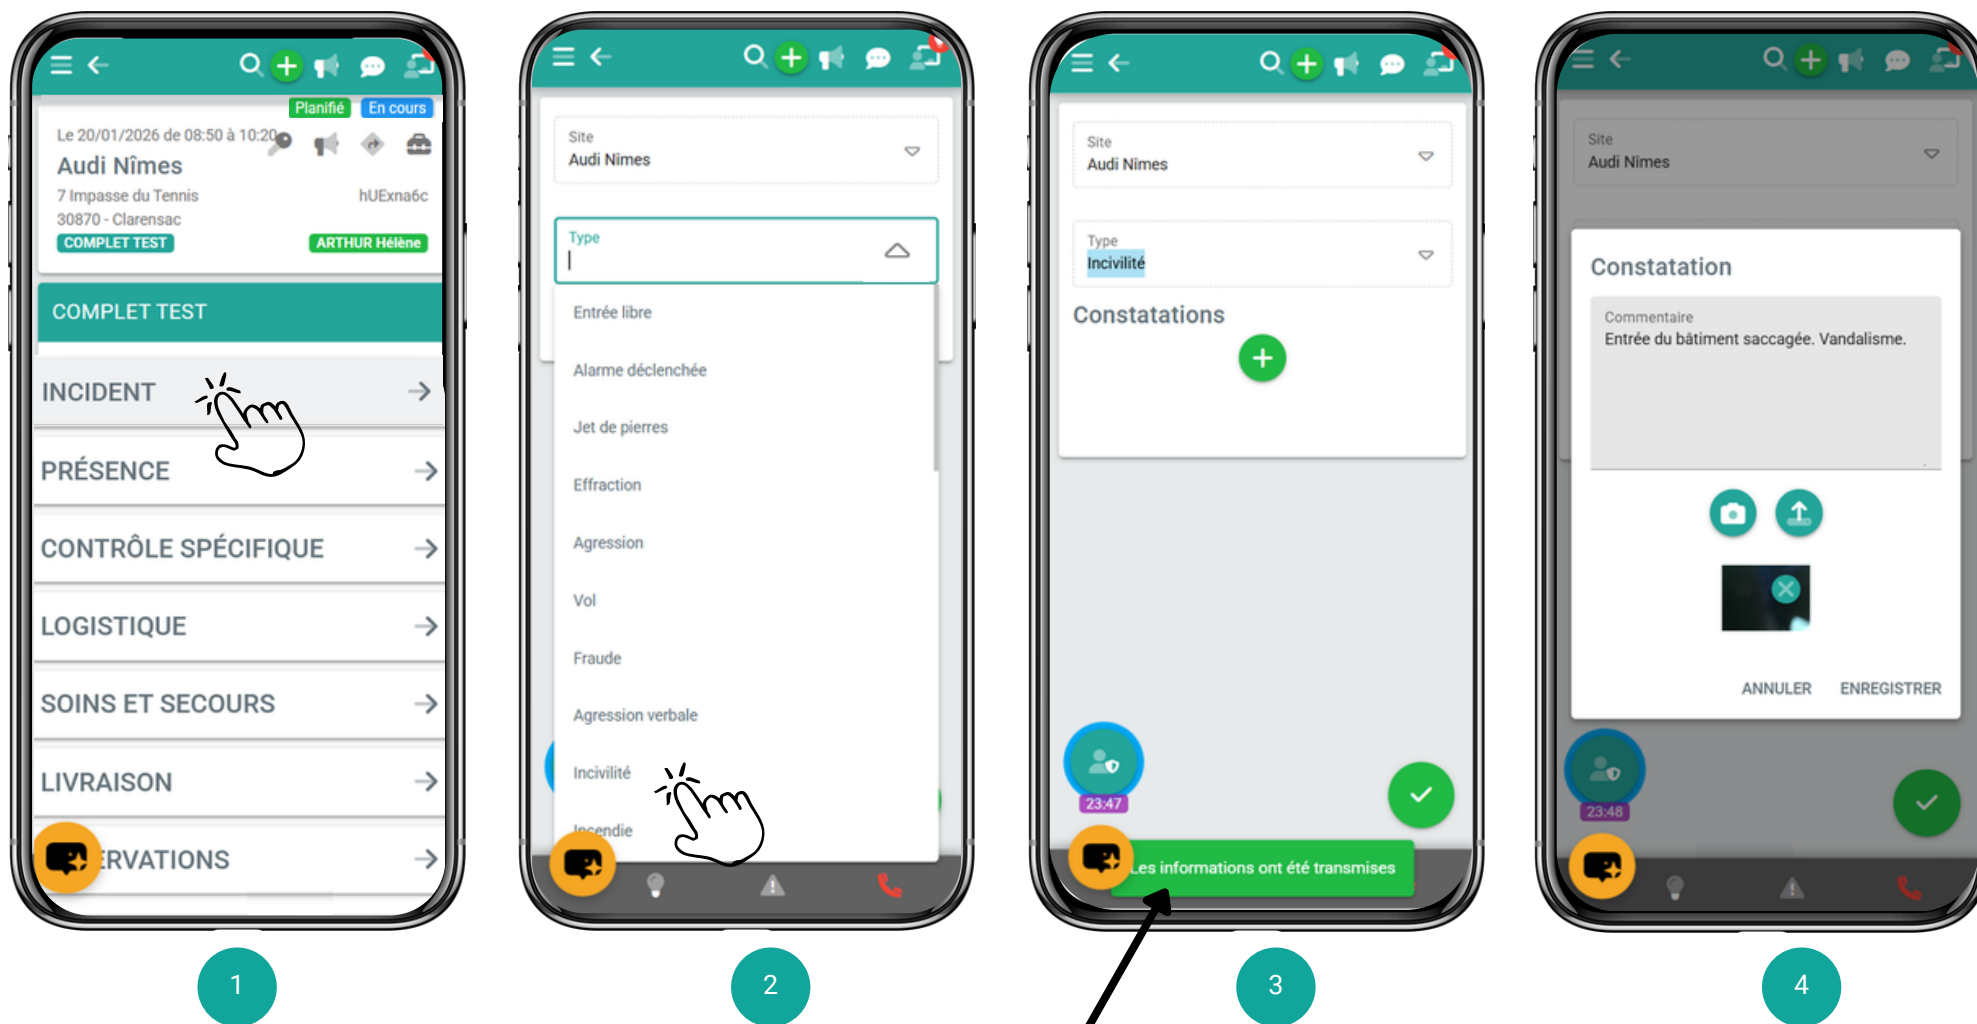 Planifié En cours
Le 20/01/2026 de 08:50 à 10:20
Audi Nîmes
7 Impasse du Tennis hUExna6c
30870 - Clarensac
COMPLET TEST ARTHUR Hélène
COMPLET TEST
INCIDENT
PRÉSENCE
CONTRÔLE SPÉCIFIQUE
LOGISTIQUE
SOINS ET SECOURS
LIVRAISON
ERVATIONS
1
Site
Audi Nîmes
Type
Entrée libre
Alarme déclenchée
Jet de pierres
Effraction
Agression
Vol
Fraude
Agression verbale
Incivilité
Incendie
2
Site
Audi Nîmes
Type
Incivilité
Constatations
23:47
Les informations ont été transmises
3
Site
Audi Nîmes
Constatation
Commentaire
Entrée du bâtiment saccagée. Vandalisme.
ANNULER ENREGISTRER
23:48
4